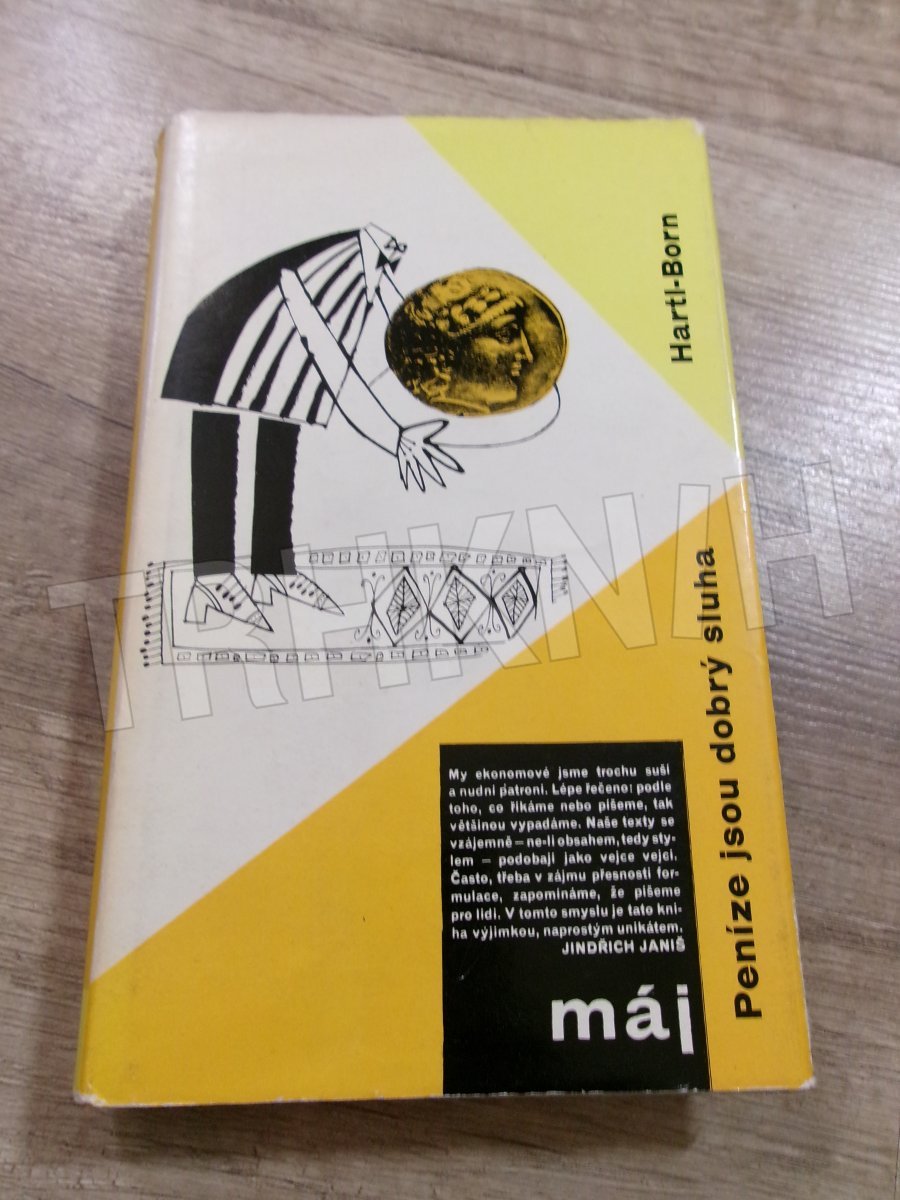 Hartl-Born
Peníze jsou dobrý sluha
My ekonomové jsme trochu suší
a nudní patroni. Lépe řečeno: podle
toho, co říkáme nebo píšeme, tak
většinou vypadáme. Naše texty se
vzájemně – ne-li obsahem, tedy sty-
lem – podobají jako vejce vejci.
Často, třeba v zájmu přesnosti for-
mulace, zapomínáme, že píšeme
pro lidi. V tomto smyslu je tato kni-
ha výjimkou, naprostým unikátem.
JINDŘICH JANIŠ
máj
TRHKNIH